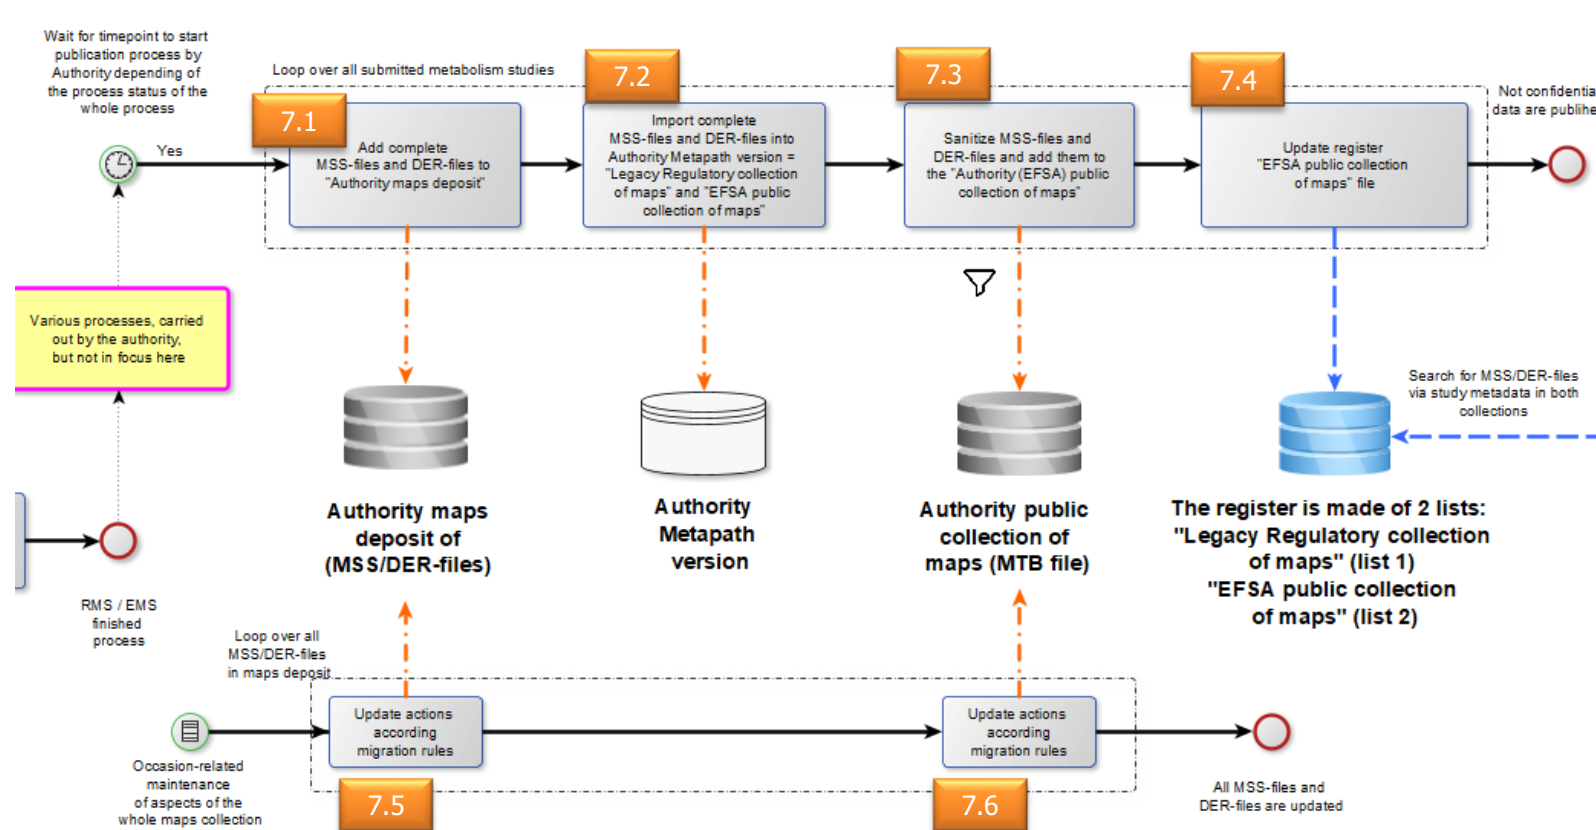 Wait for timepoint to start
publication process by
Authority depending of
the process status of the
whole process
Yes
Loop over all submitted metabolism studies
7.1
Add complete
MSS-files and DER-files to
"Authority maps deposit"
7.2
Import complete
MSS-files and DER-files into
Authority Metapath version =
"Legacy Regulatory collection
of maps" and "EFSA public
collection of maps"
7.3
Sanitize MSS-files and
DER-files and add them to
the "Authority (EFSA) public
collection of maps"
7.4
Update register
"EFSA public collection
of maps" file
Not confidentia
data are publihe
Various processes, carried
out by the authority,
but not in focus here
Search for MSS/DER-files
via study metadata in both
collections
Authority maps
deposit of
(MSS/DER-files)
Authority
Metapath
version
Authority public
collection of
maps (MTB file)
The register is made of 2 lists:
"Legacy Regulatory collection
of maps" (list 1)
"EFSA public collection
of maps" (list 2)
RMS / EMS
finished
process
Loop over all
MSS/DER-files
in maps deposit
Update actions
according
migration rules
Update actions
according
migration rules
Occasion-related
maintenance
of aspects of the
whole maps collection
7.5
7.6
All MSS-files and
DER-files are updated